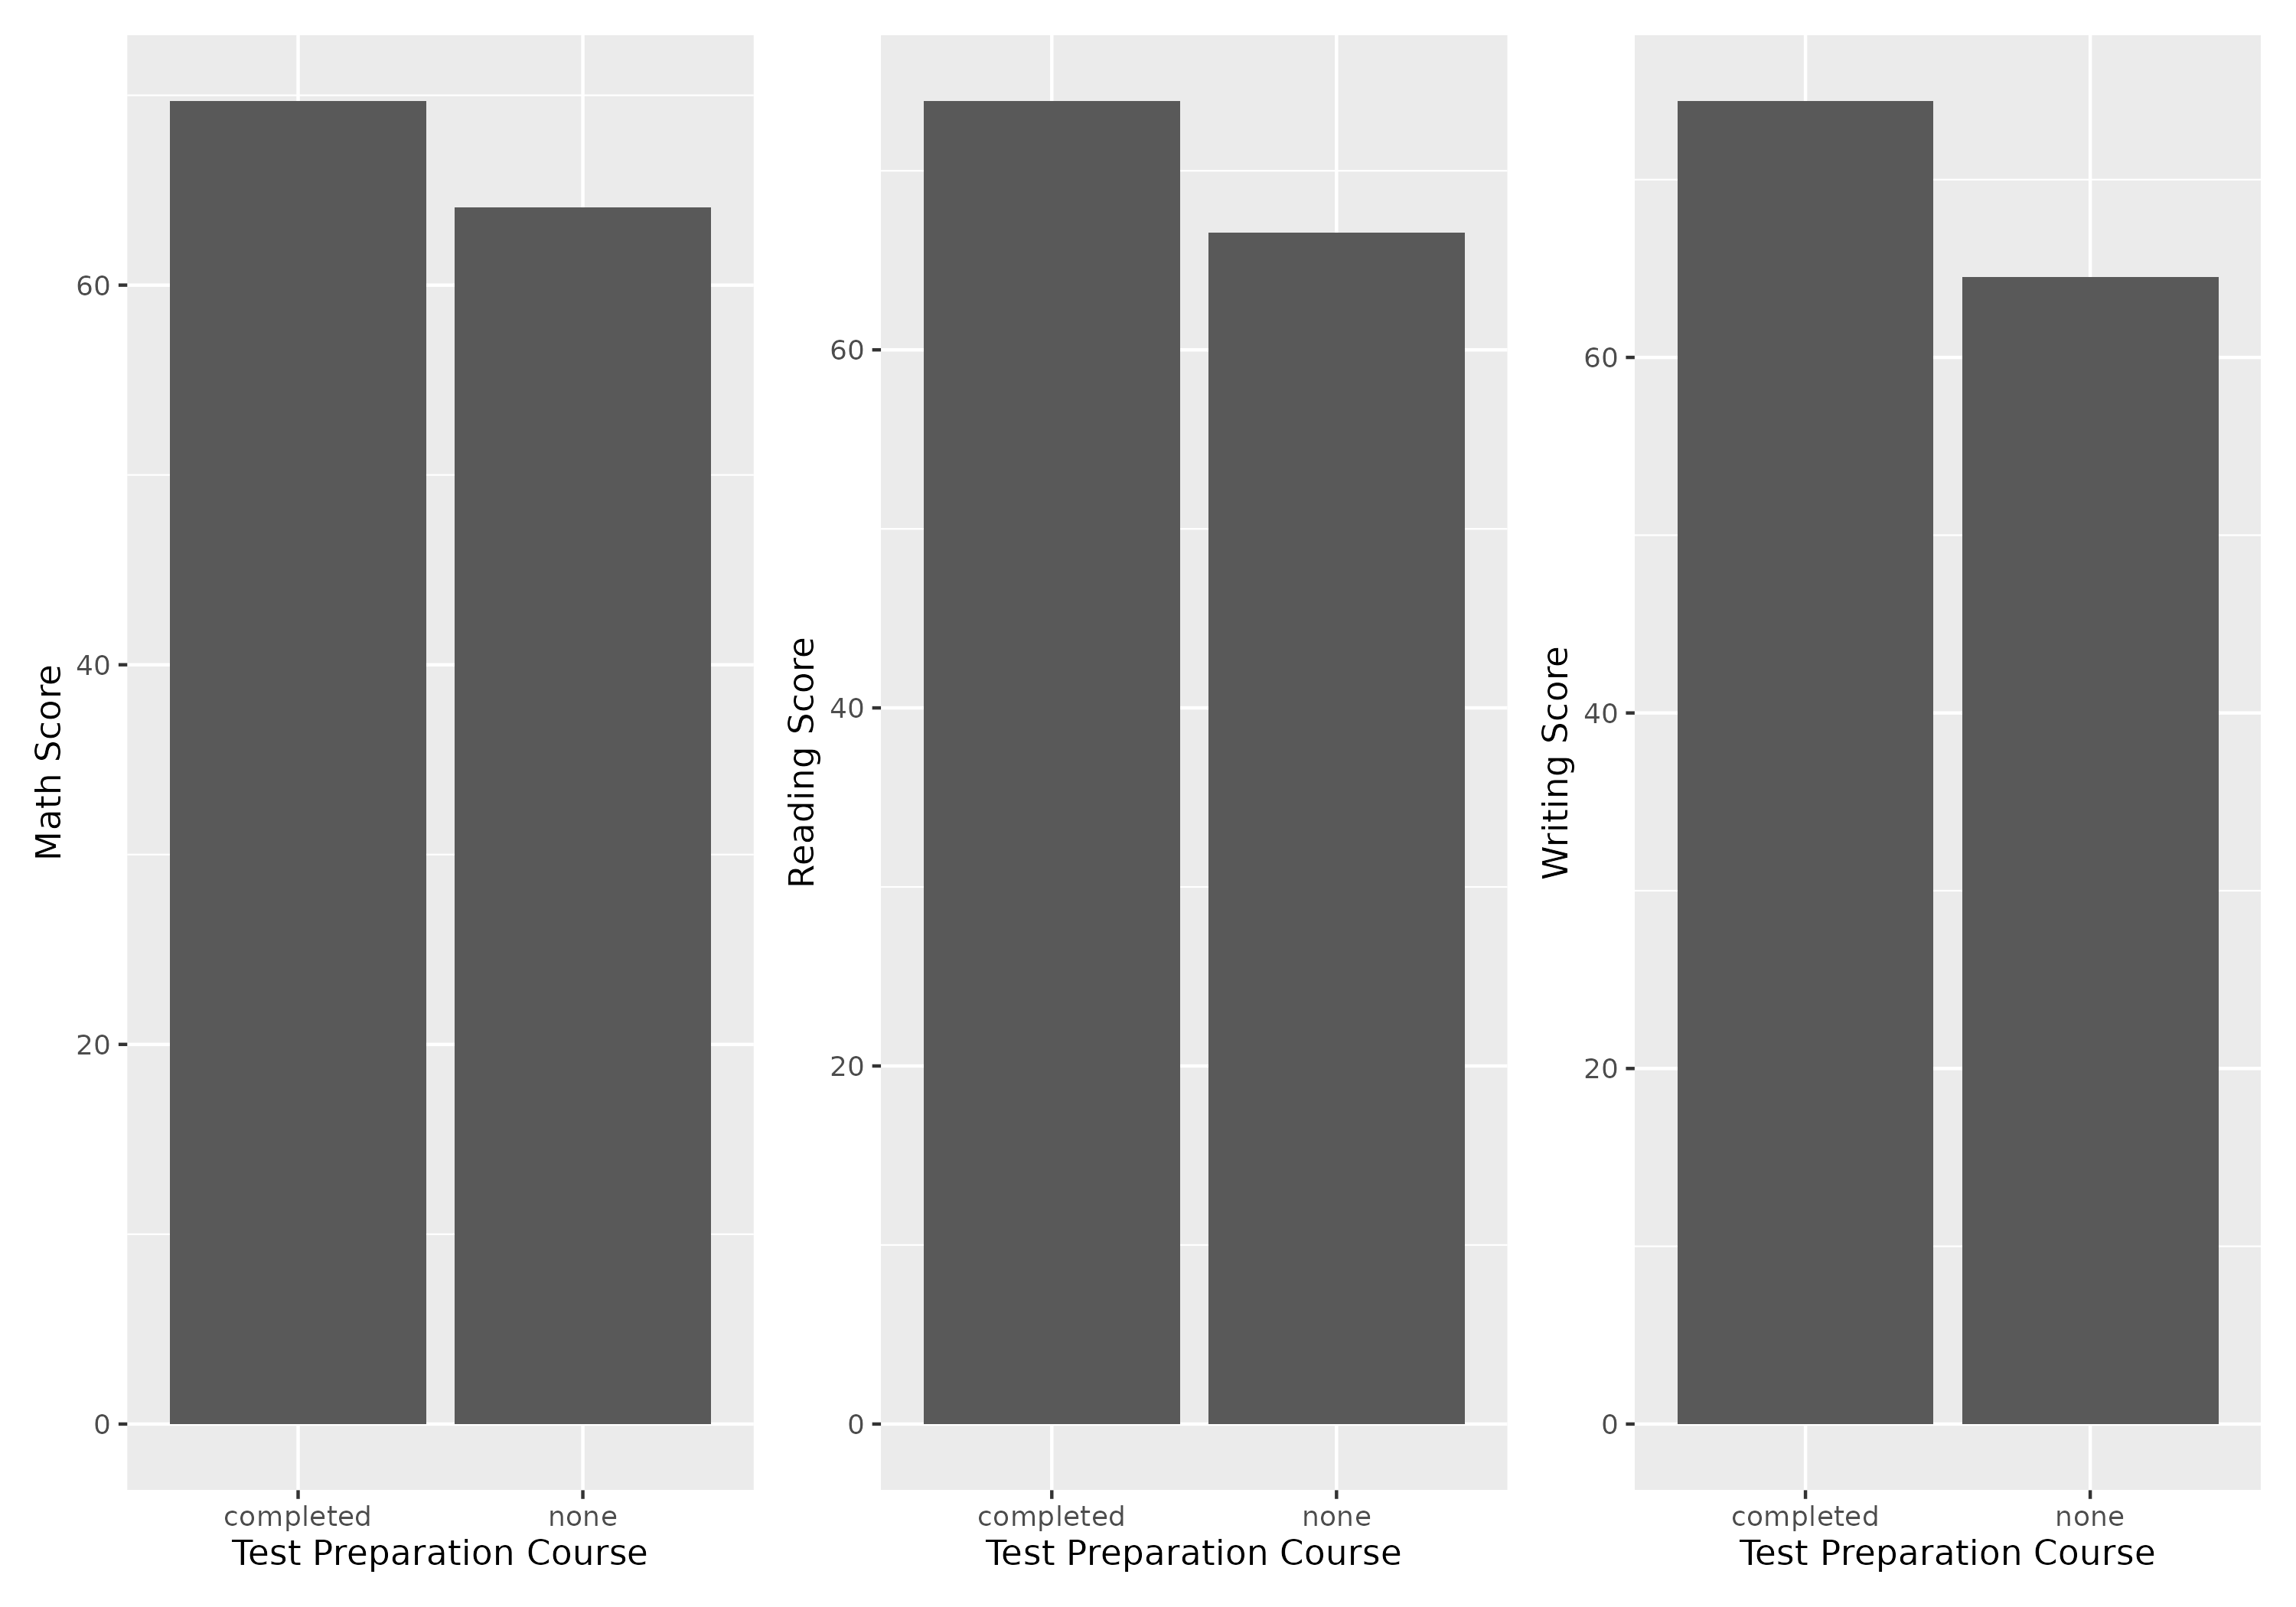 Math Score
60
40
20
0
completed none
Test Preparation Course
Reading Score
60
40
20
0
completed none
Test Preparation Course
Writing Score
60
40
20
0
completed none
Test Preparation Course